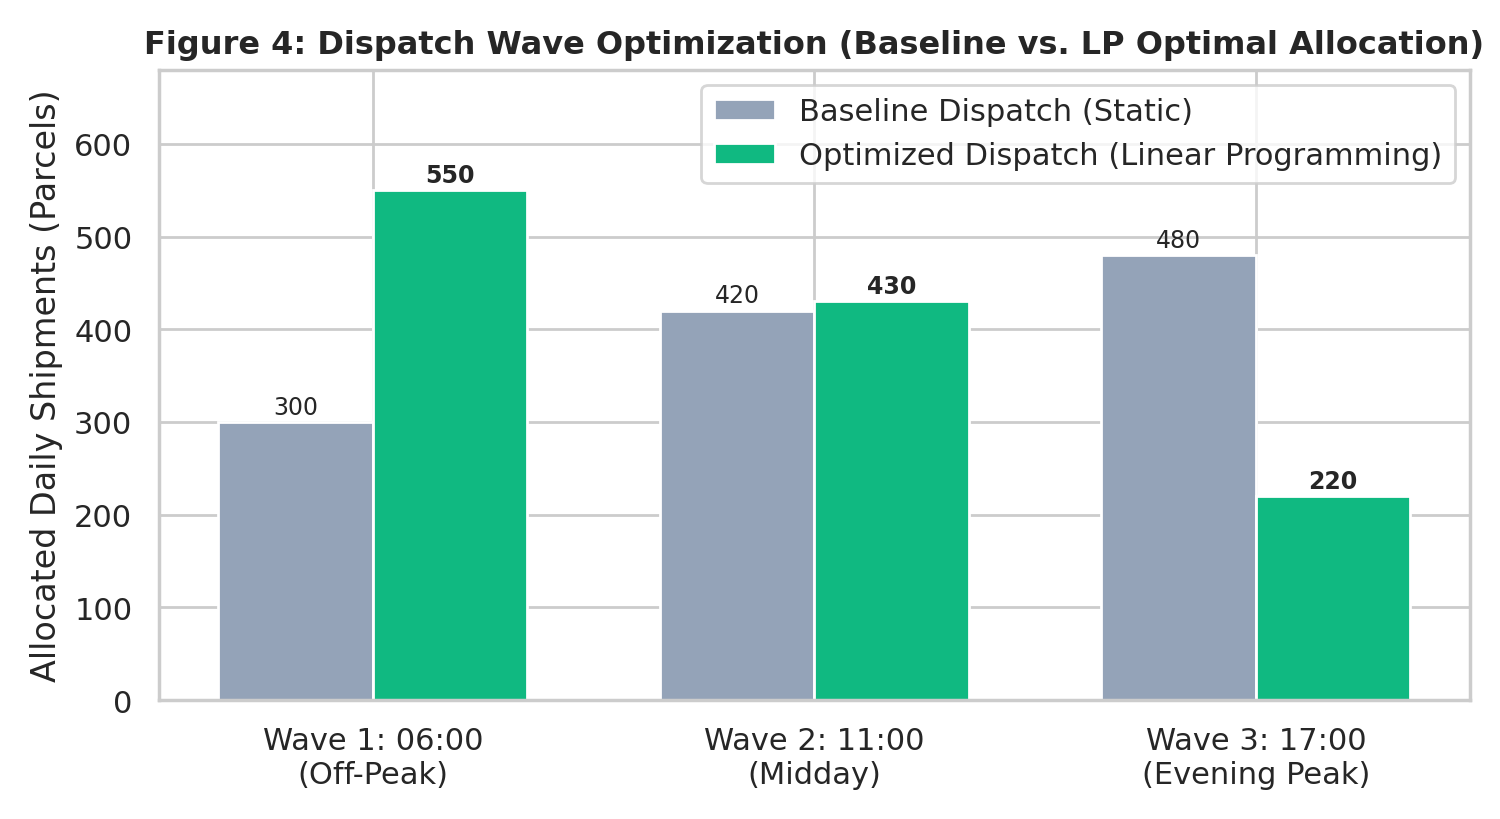 Figure 4: Dispatch Wave Optimization (Baseline vs. LP Optimal Allocation)
Baseline Dispatch (Static)
Optimized Dispatch (Linear Programming)
Allocated Daily Shipments (Parcels)
600
500
400
300
200
100
0
300
550
420
430
480
220
Wave 1: 06:00
(Off-Peak)
Wave 2: 11:00
(Midday)
Wave 3: 17:00
(Evening Peak)